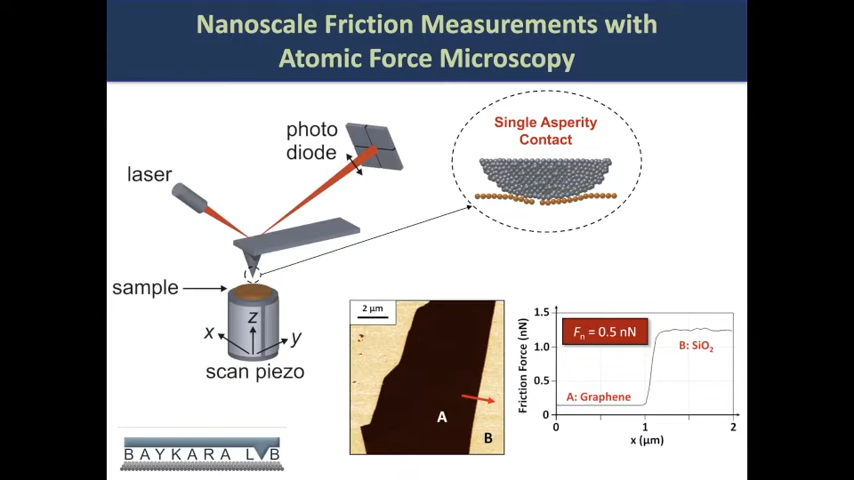 Nanoscale Friction Measurements with
Atomic Force Microscopy
photo
diode
laser
Single Asperity
Contact
sample
z
x
y
scan piezo
2 μm
A
B
Friction Force (nN)
1.5
1.0
0.5
0
Fn = 0.5 nN
B: SiO2
A: Graphene
0
1
2
x (μm)
BAYKARA LAB